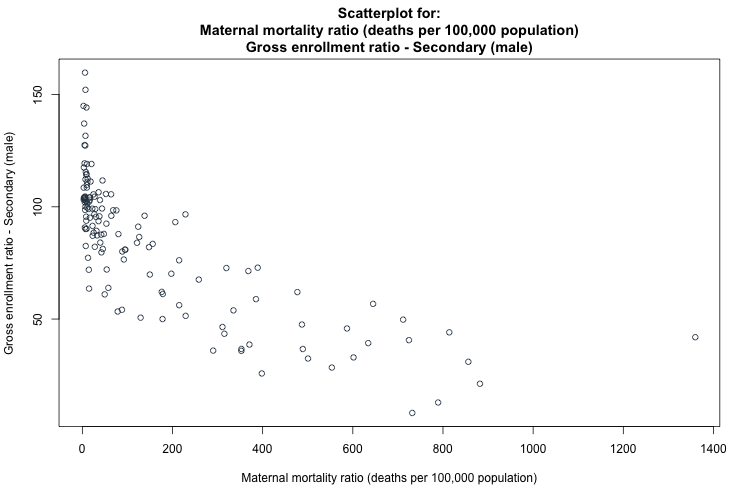 Scatterplot for:
Maternal mortality ratio (deaths per 100,000 population)
Gross enrollment ratio - Secondary (male)
Gross enrollment ratio - Secondary (male)
150
100
50
0 200 400 600 800 1000 1200 1400
Maternal mortality ratio (deaths per 100,000 population)